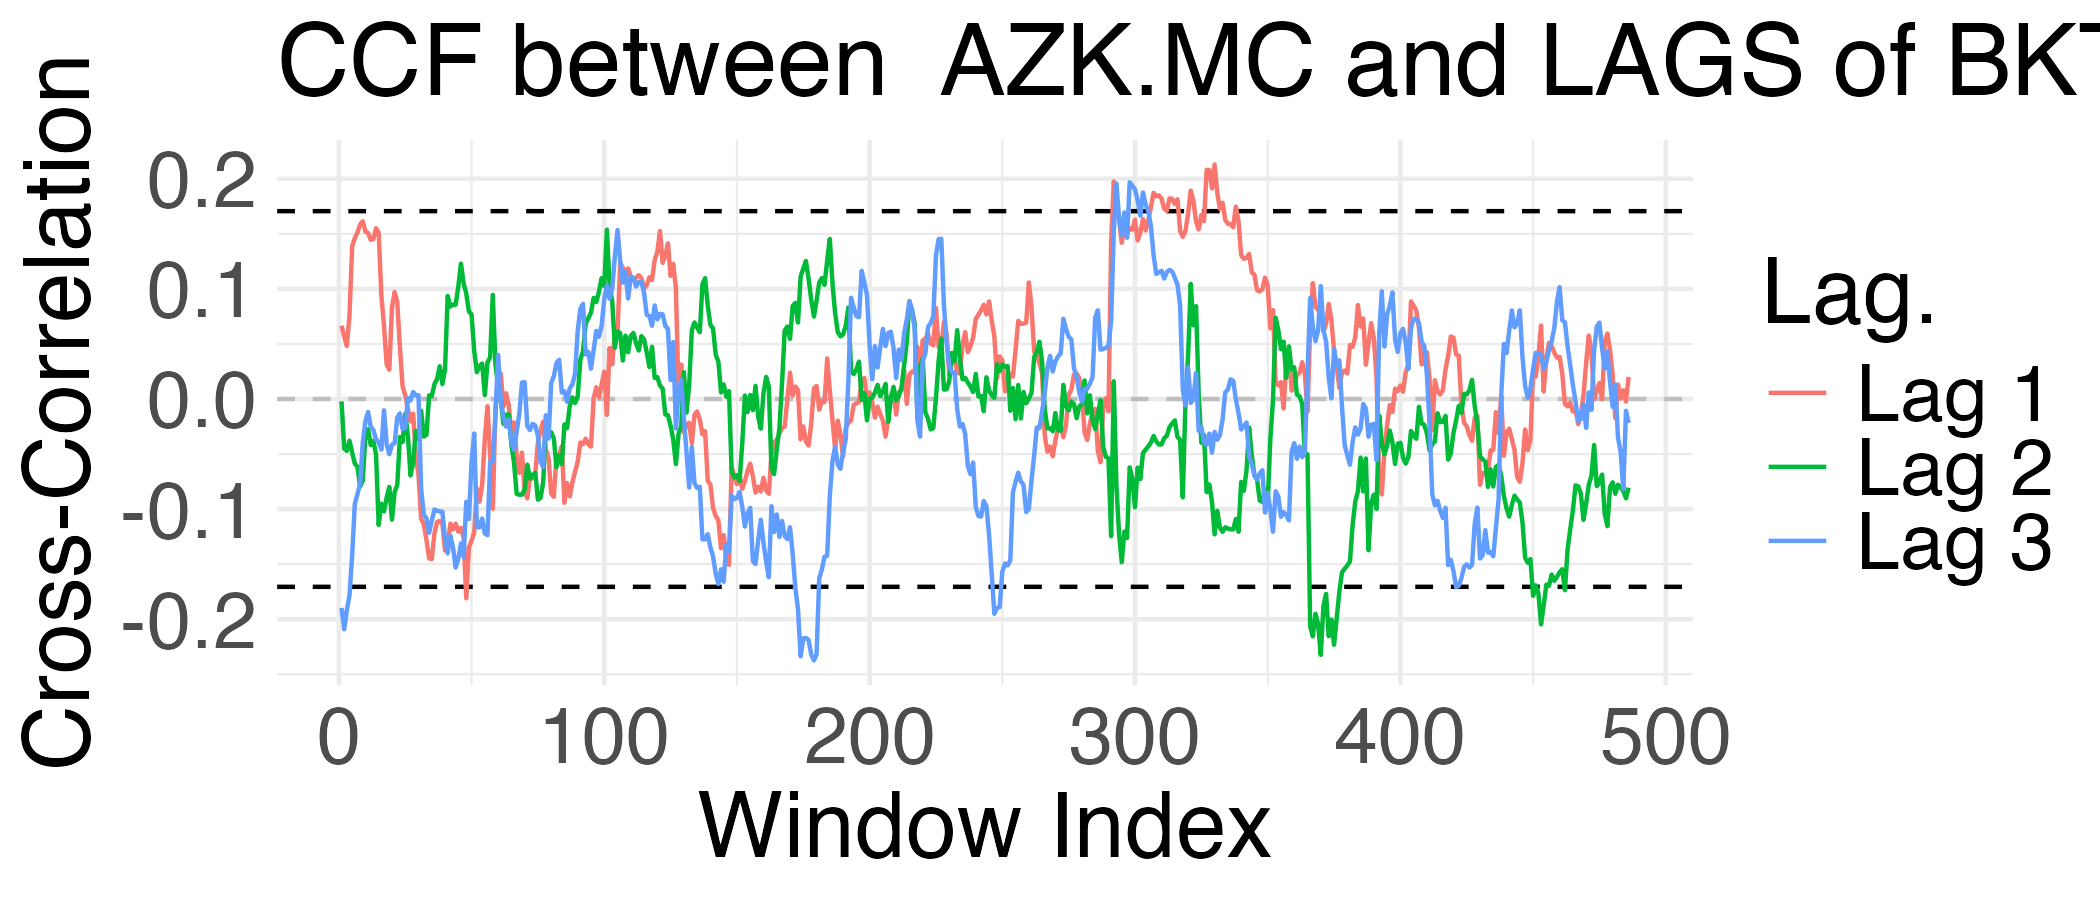 CCF between  AZK.MC and LAGS of BKT
Cross-Correlation
0.2
0.1
0.0
-0.1
-0.2
0
100
200
300
400
500
Window Index
Lag.
Lag 1
Lag 2
Lag 3